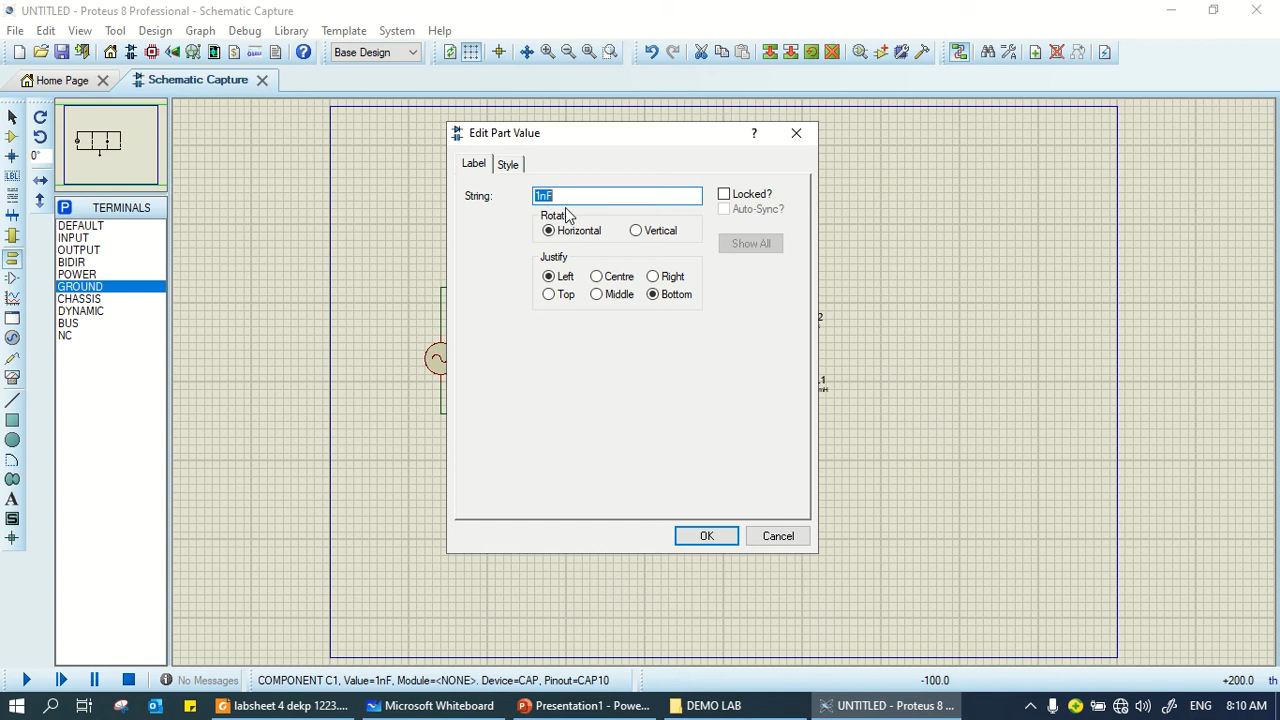 UNTITLED - Proteus 8 Professional - Schematic Capture
File Edit View Tool Design Graph Debug Library Template System Help
Base Design
Home Page Schematic Capture
LBL
0°
P TERMINALS
DEFAULT
INPUT
OUTPUT
BIDIR
POWER
GROUND
CHASSIS
DYNAMIC
BUS
NC
A
Edit Part Value ?
Label Style
String: 1nF Locked?
Auto-Sync?
Horizontal Vertical Show All
Justify
Left Centre Right
Top Middle Bottom
OK Cancel
No Messages COMPONENT C1, Value=1nF, Module=<NONE>. Device=CAP, Pinout=CAP10 -100.0 +200.0 th
labsheet 4 dekp 1223.... Microsoft Whiteboard Presentation1 - Powe... DEMO LAB UNTITLED - Proteus 8 ... ENG 8:10 AM